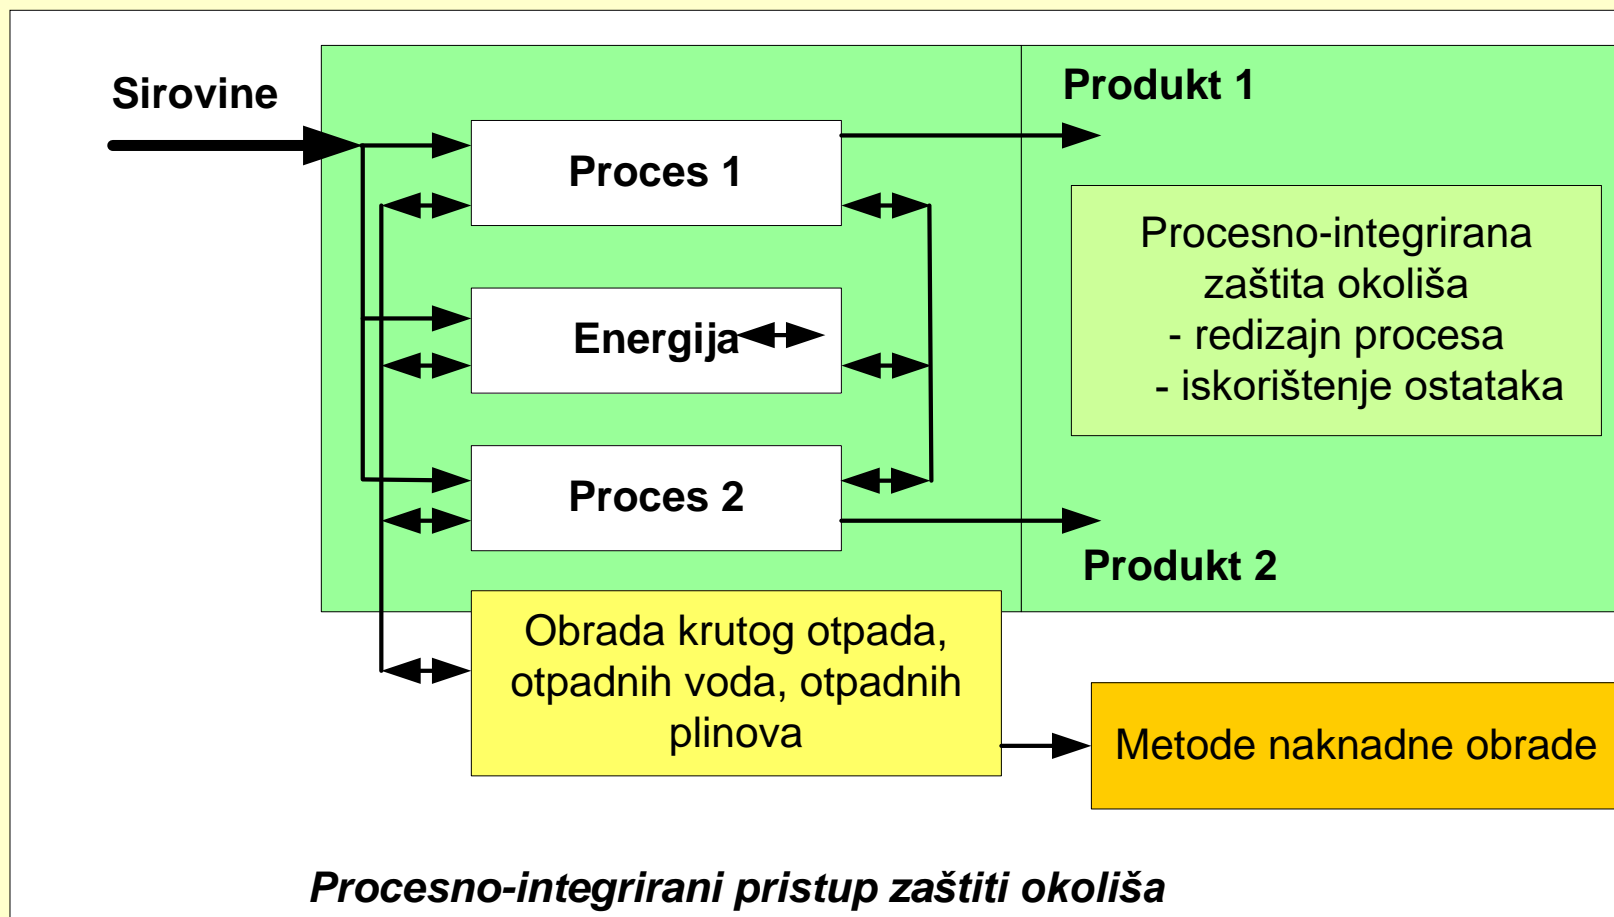 Sirovine
Produkt 1
Proces 1
Procesno-integrirana
zaštita okoliša
- redizajn procesa
- iskorištenje ostataka
Energija
Proces 2
Produkt 2
Obrada krutog otpada,
otpadnih voda, otpadnih
plinova
Metode naknadne obrade
Procesno-integrirani pristup zaštiti okoliša